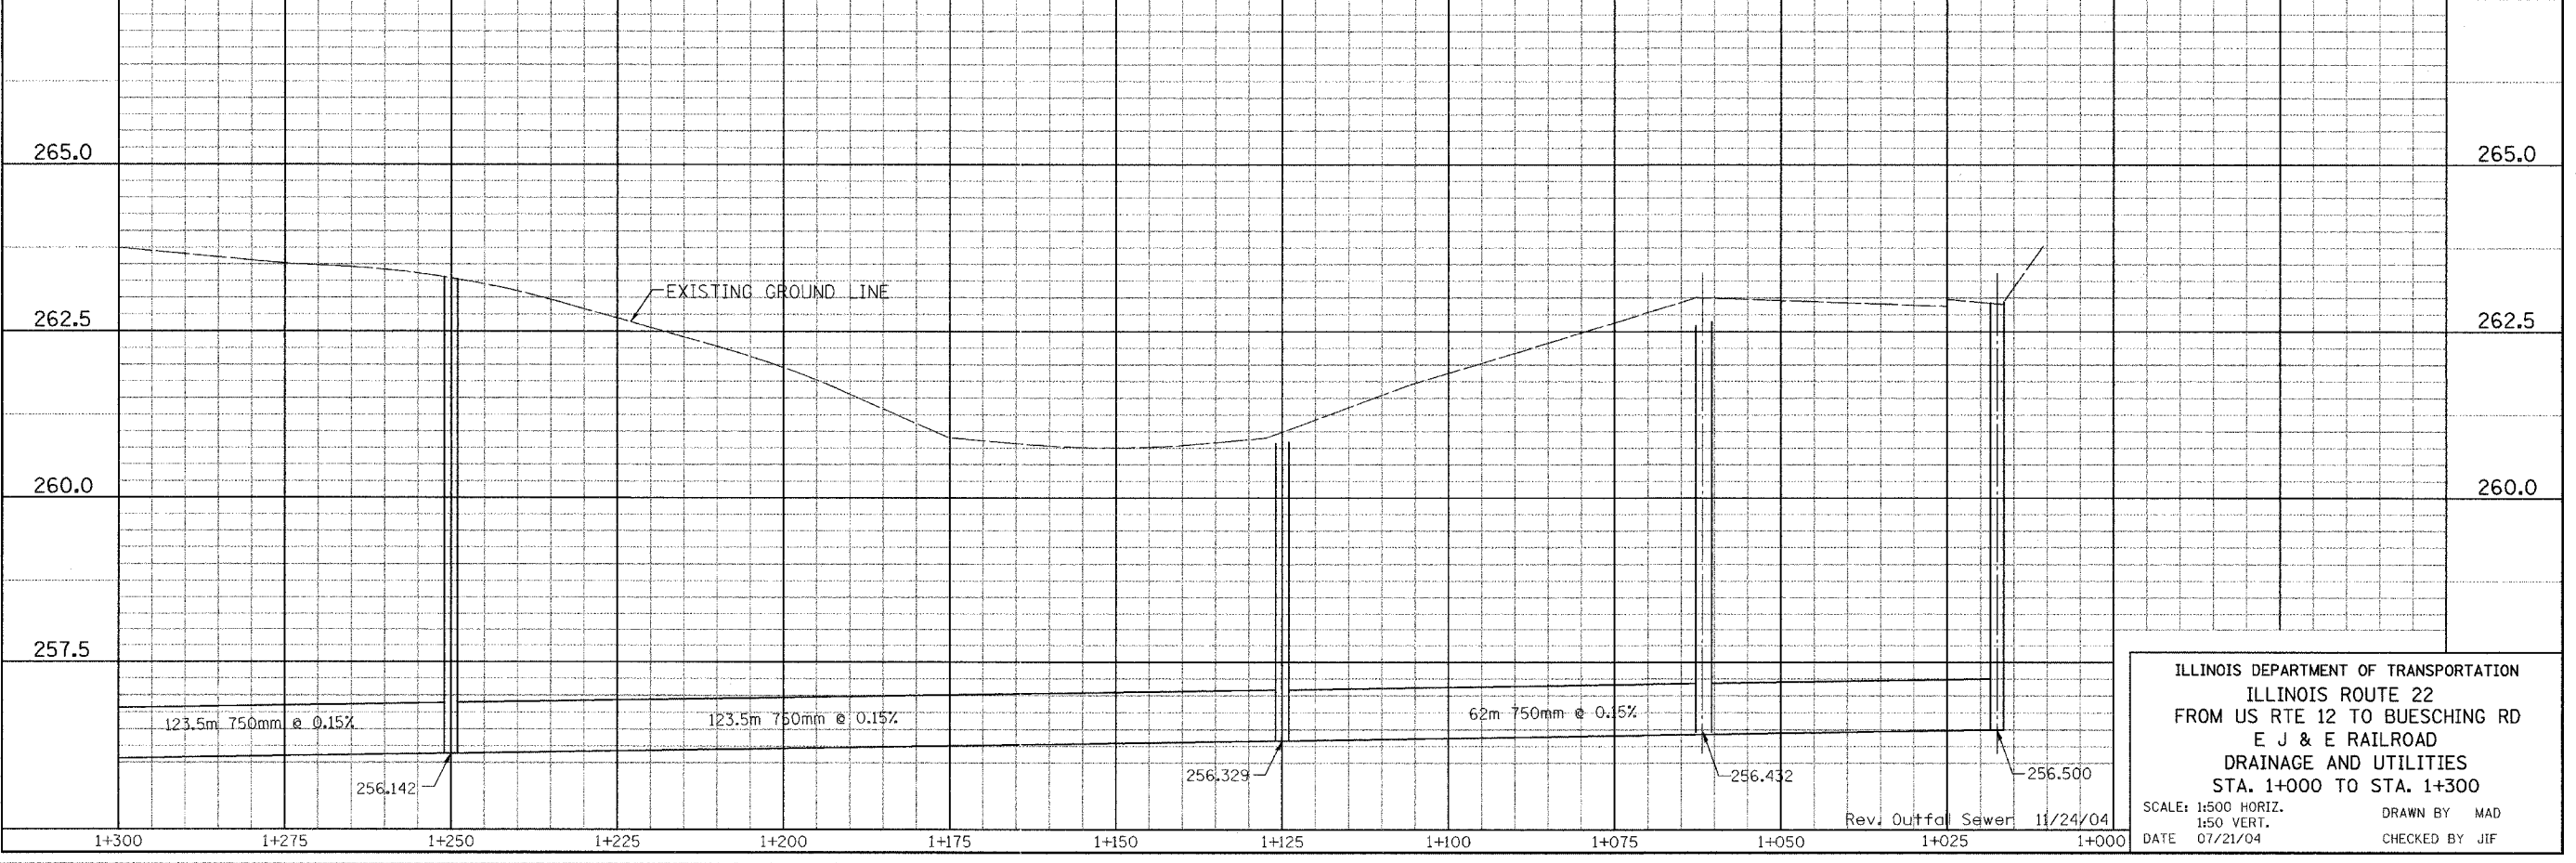 265.0
265.0
EXISTING GROUND LINE
262.5
262.5
260.0
260.0
257.5
123.5m 750mm @ 0.15%
123.5m 750mm @ 0.15%
62m 750mm @ 0.15%
256.142
256.329
256.432
256.500
Rev. Outfall Sewer 11/24/04
1+300
1+275
1+250
1+225
1+200
1+175
1+150
1+125
1+100
1+075
1+050
1+025
1+000
ILLINOIS DEPARTMENT OF TRANSPORTATION
ILLINOIS ROUTE 22
FROM US RTE 12 TO BUESCHING RD
E J & E RAILROAD
DRAINAGE AND UTILITIES
STA. 1+000 TO STA. 1+300
SCALE: 1:500 HORIZ.
1:50 VERT.
DRAWN BY MAD
DATE 07/21/04
CHECKED BY JIF